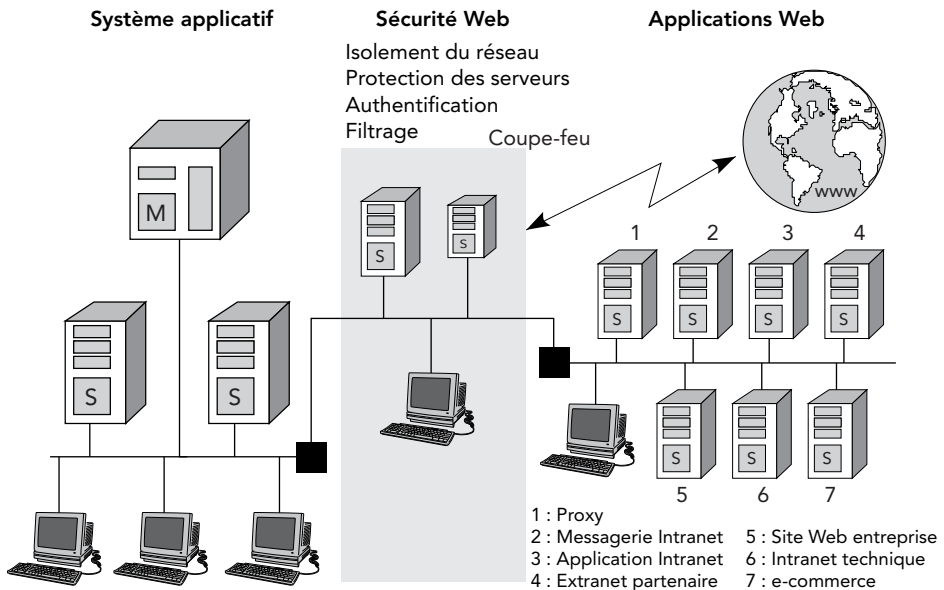 Système applicatif
Sécurité Web
Applications Web
Isolement du réseau
Protection des serveurs
Authentification
Filtrage
Coupe-feu
www
M
S
S
S
S
1 2 3 4
S S S S
S S S
5 6 7
1 : Proxy
2 : Messagerie Intranet
3 : Application Intranet
4 : Extranet partenaire
5 : Site Web entreprise
6 : Intranet technique
7 : e-commerce